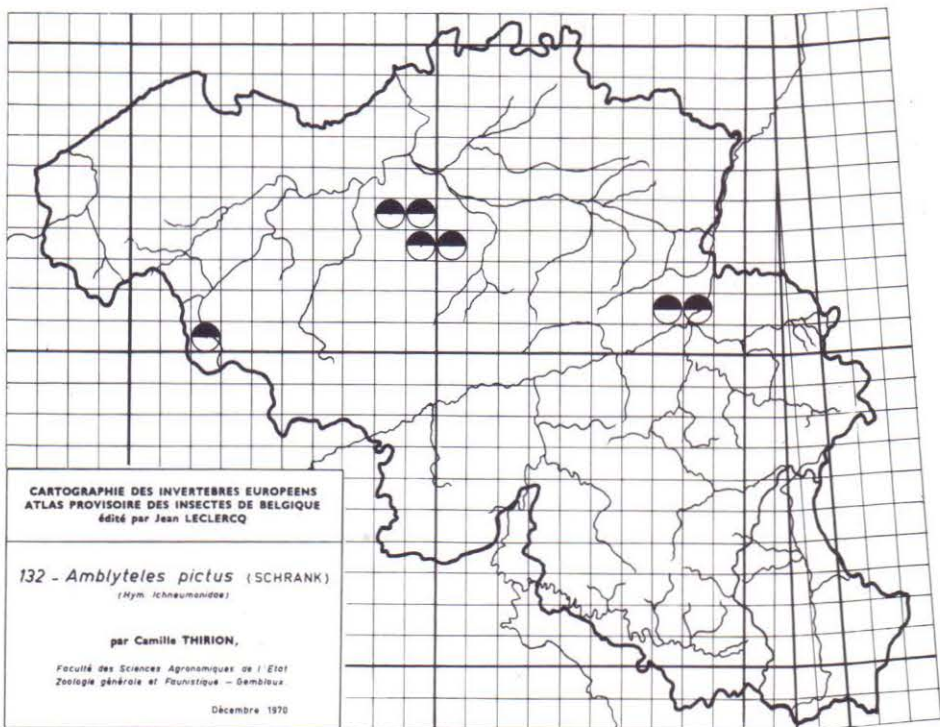 CARTOGRAPHIE DES INVERTEBRES EUROPEENS
ATLAS PROVISOIRE DES INSECTES DE BELGIQUE
édité par Jean LECLERCQ
132 - Amblyteles pictus (SCHRANK)
(Hym. Ichneumonidae)
par Camille THIRION,
Faculté des Sciences Agronomiques de l'Etat
Zoologie générale et Faunistique - Gembloux.
Décembre 1970